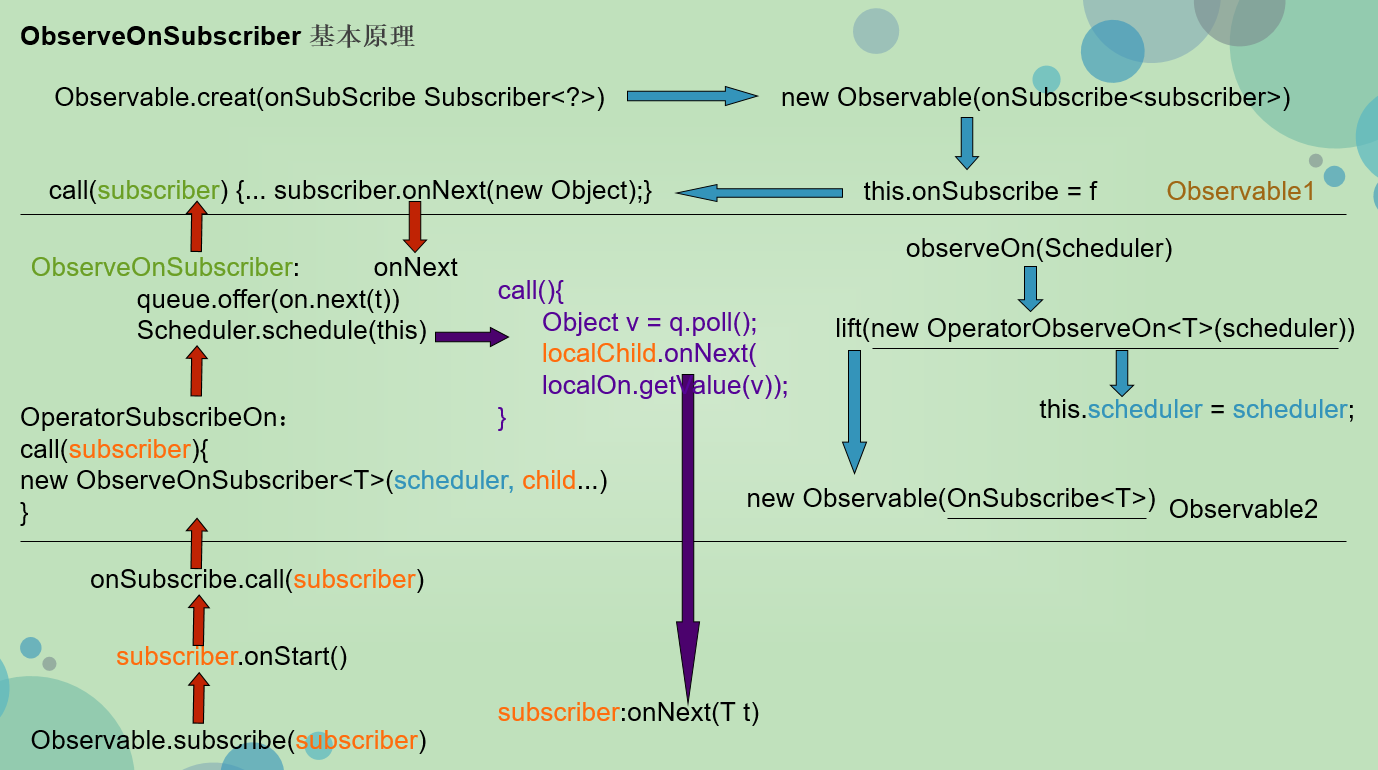 ObserveOnSubscriber 基本原理
Observable.creat(onSubScribe Subscriber<?>)
new Observable(onSubscribe<subscriber>)
call(subscriber) {... subscriber.onNext(new Object);}
this.onSubscribe = f
Observable1
observeOn(Scheduler)
ObserveOnSubscriber:
onNext
queue.offer(on.next(t))
Scheduler.schedule(this)
call(){
Object v = q.poll();
localChild.onNext(
localOn.getValue(v));
}
lift(new OperatorObserveOn<T>(scheduler))
this.scheduler = scheduler;
OperatorSubscribeOn：
call(subscriber){
new ObserveOnSubscriber<T>(scheduler, child...)
}
new Observable(OnSubscribe<T>)
Observable2
onSubscribe.call(subscriber)
subscriber.onStart()
subscriber:onNext(T t)
Observable.subscribe(subscriber)